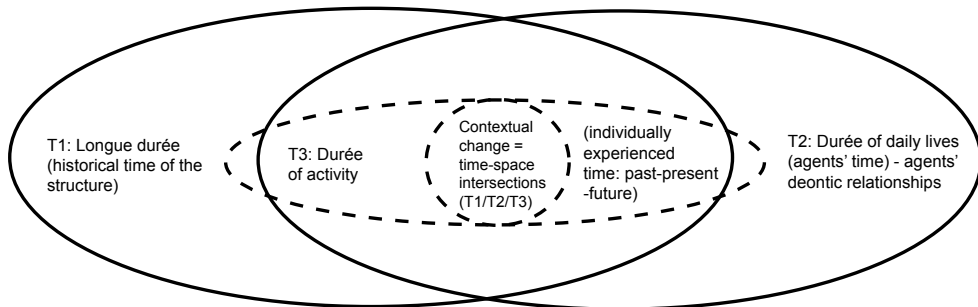 T1: Longue durée
(historical time of the
structure)
T3: Durée
of activity
Contextual
change =
time-space
intersections
(T1/T2/T3)
(individually
experienced
time: past-present
-future)
T2: Durée of daily lives
(agents’ time) - agents’
deontic relationships